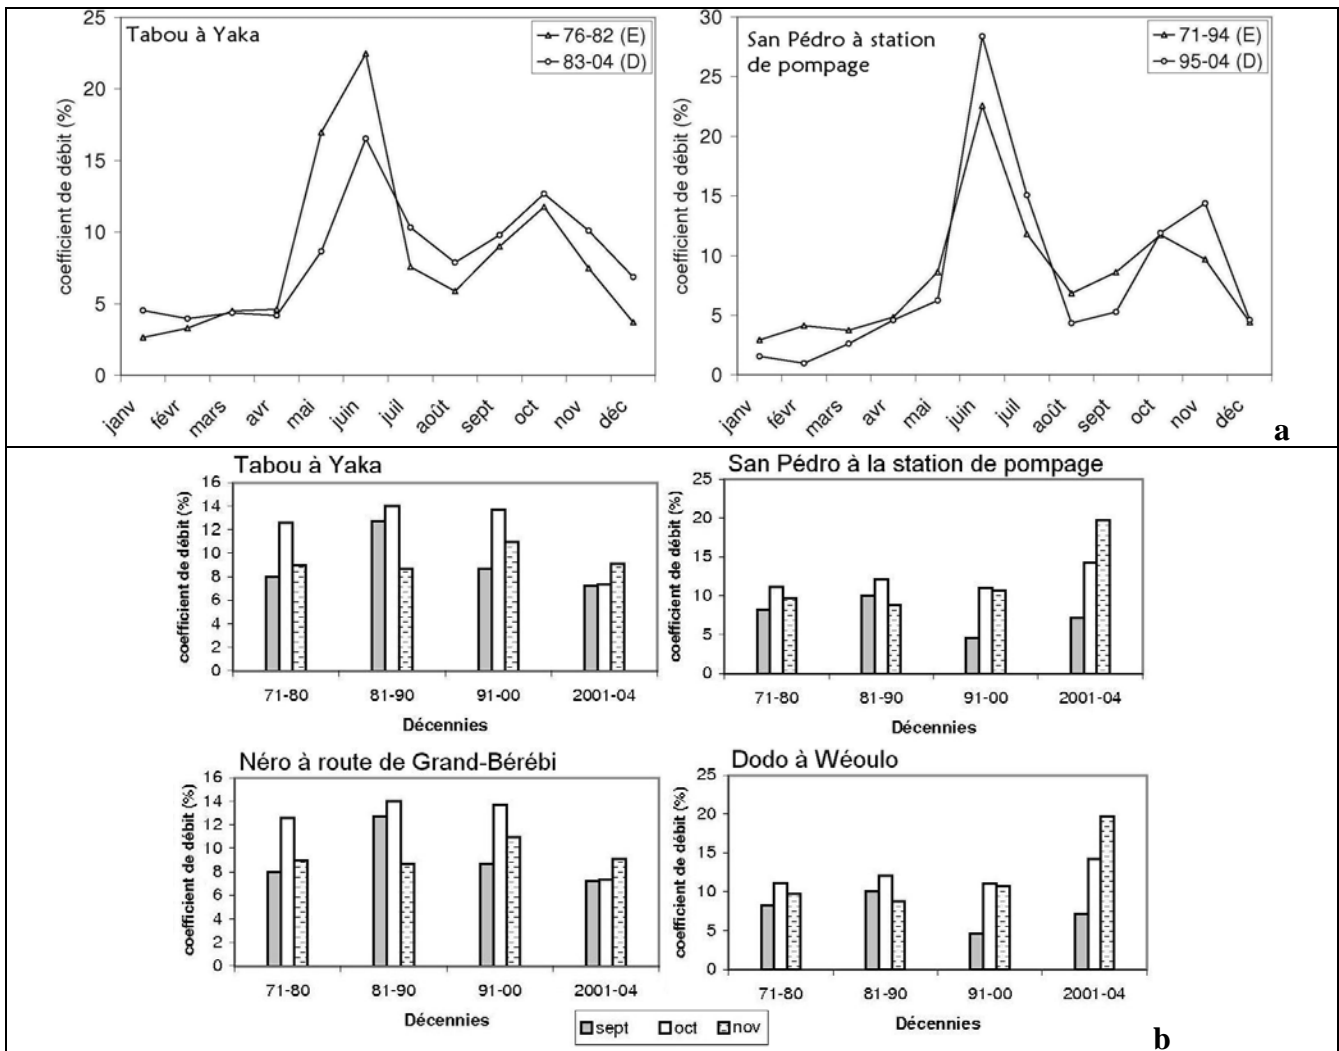 Tabou à Yaka
76-82 (E)
83-04 (D)
coefficient de débit (%)
25
20
15
10
5
0
janv
févr
mars
avr
mai
juin
juil
août
sept
oct
nov
déc
San Pédro à station
de pompage
71-94 (E)
95-04 (D)
coefficient de débit (%)
30
25
20
15
10
5
0
janv
févr
mars
avr
mai
juin
juil
août
sept
oct
nov
déc
a
Tabou à Yaka
coefficient de débit (%)
16
14
12
10
8
6
4
2
0
71-80
81-90
91-00
2001-04
Décennies
San Pédro à la station de pompage
coefficient de débit (%)
25
20
15
10
5
0
71-80
81-90
91-00
2001-04
Décennies
Néro à route de Grand-Bérébi
coefficient de débit (%)
16
14
12
10
8
6
4
2
0
71-80
81-90
91-00
2001-04
Décennies
Dodo à Wéoulo
coefficient de débit (%)
25
20
15
10
5
0
71-80
81-90
91-00
2001-04
Décennies
sept oct nov
b